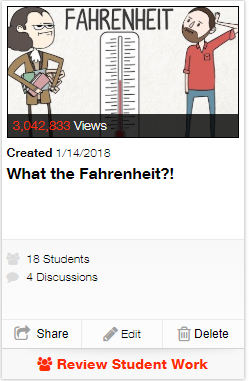 FAHRENHEIT
3,042,833 Views
Created 1/14/2018
What the Fahrenheit?!
18 Students
4 Discussions
Share Edit Delete
Review Student Work